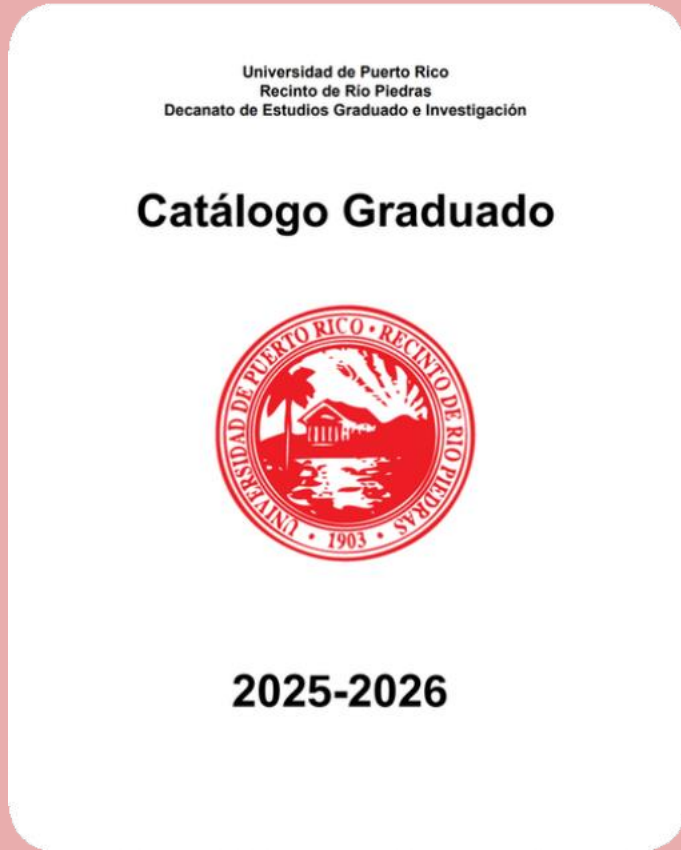 Universidad de Puerto Rico
Recinto de Río Piedras
Decanato de Estudios Graduado e Investigación
Catálogo Graduado
UNIVERSIDAD DE PUERTO RICO • RECINTO DE RIO PIEDRAS
• 1903 •
2025-2026